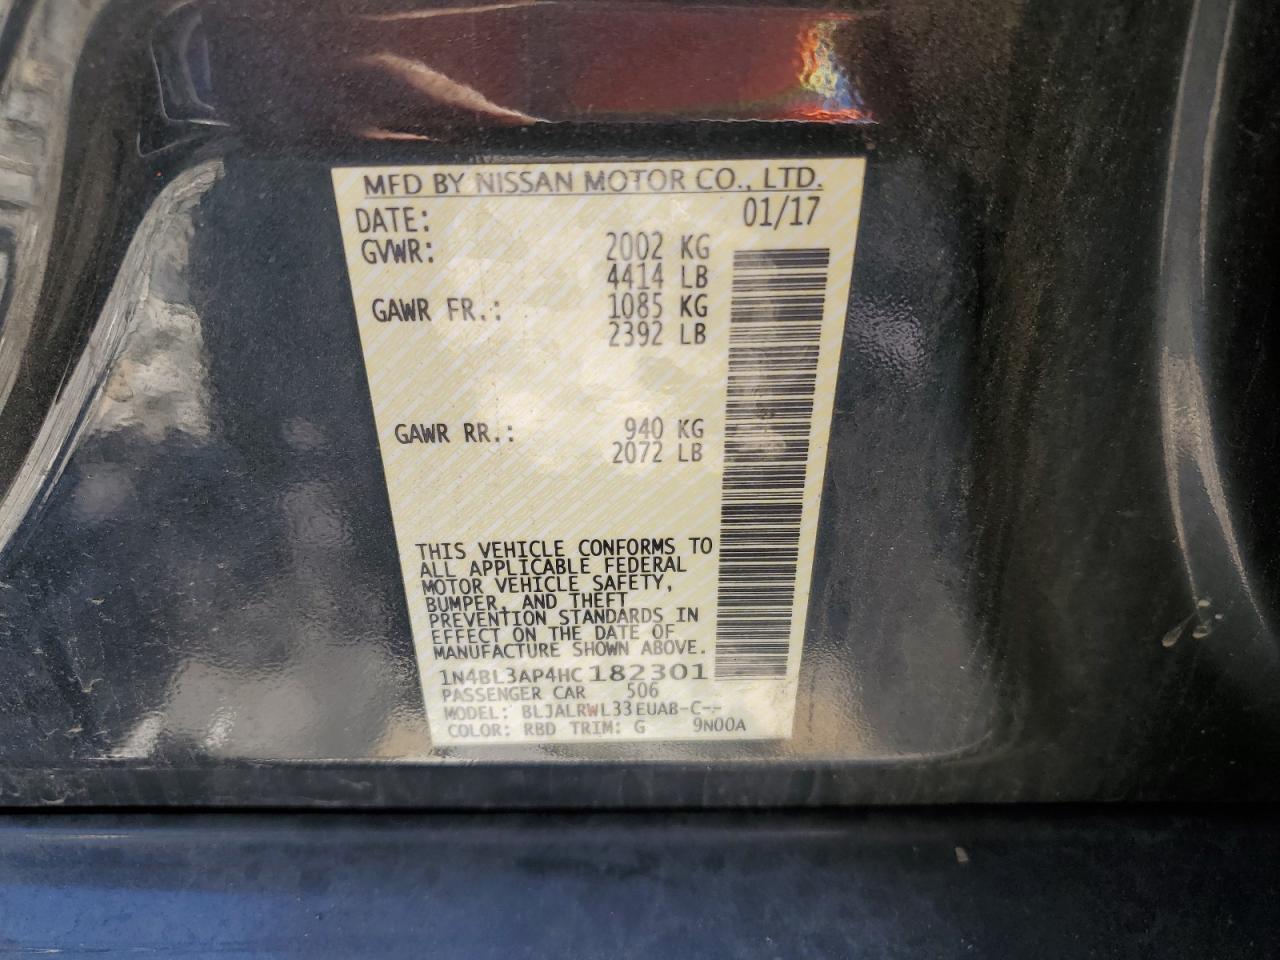 MFD BY NISSAN MOTOR CO., LTD.
DATE: 01/17
GVWR: 2002 KG
4414 LB
GAWR FR.: 1085 KG
2392 LB
GAWR RR.: 940 KG
2072 LB
THIS VEHICLE CONFORMS TO
ALL APPLICABLE FEDERAL
MOTOR VEHICLE SAFETY,
BUMPER, AND THEFT
PREVENTION STANDARDS IN
EFFECT ON THE DATE OF
MANUFACTURE SHOWN ABOVE.
1N4BL3AP4HC182301
PASSENGER CAR 506
MODEL: BLJALRWL33EUAB-C--
COLOR: RBD TRIM: G 9N00A